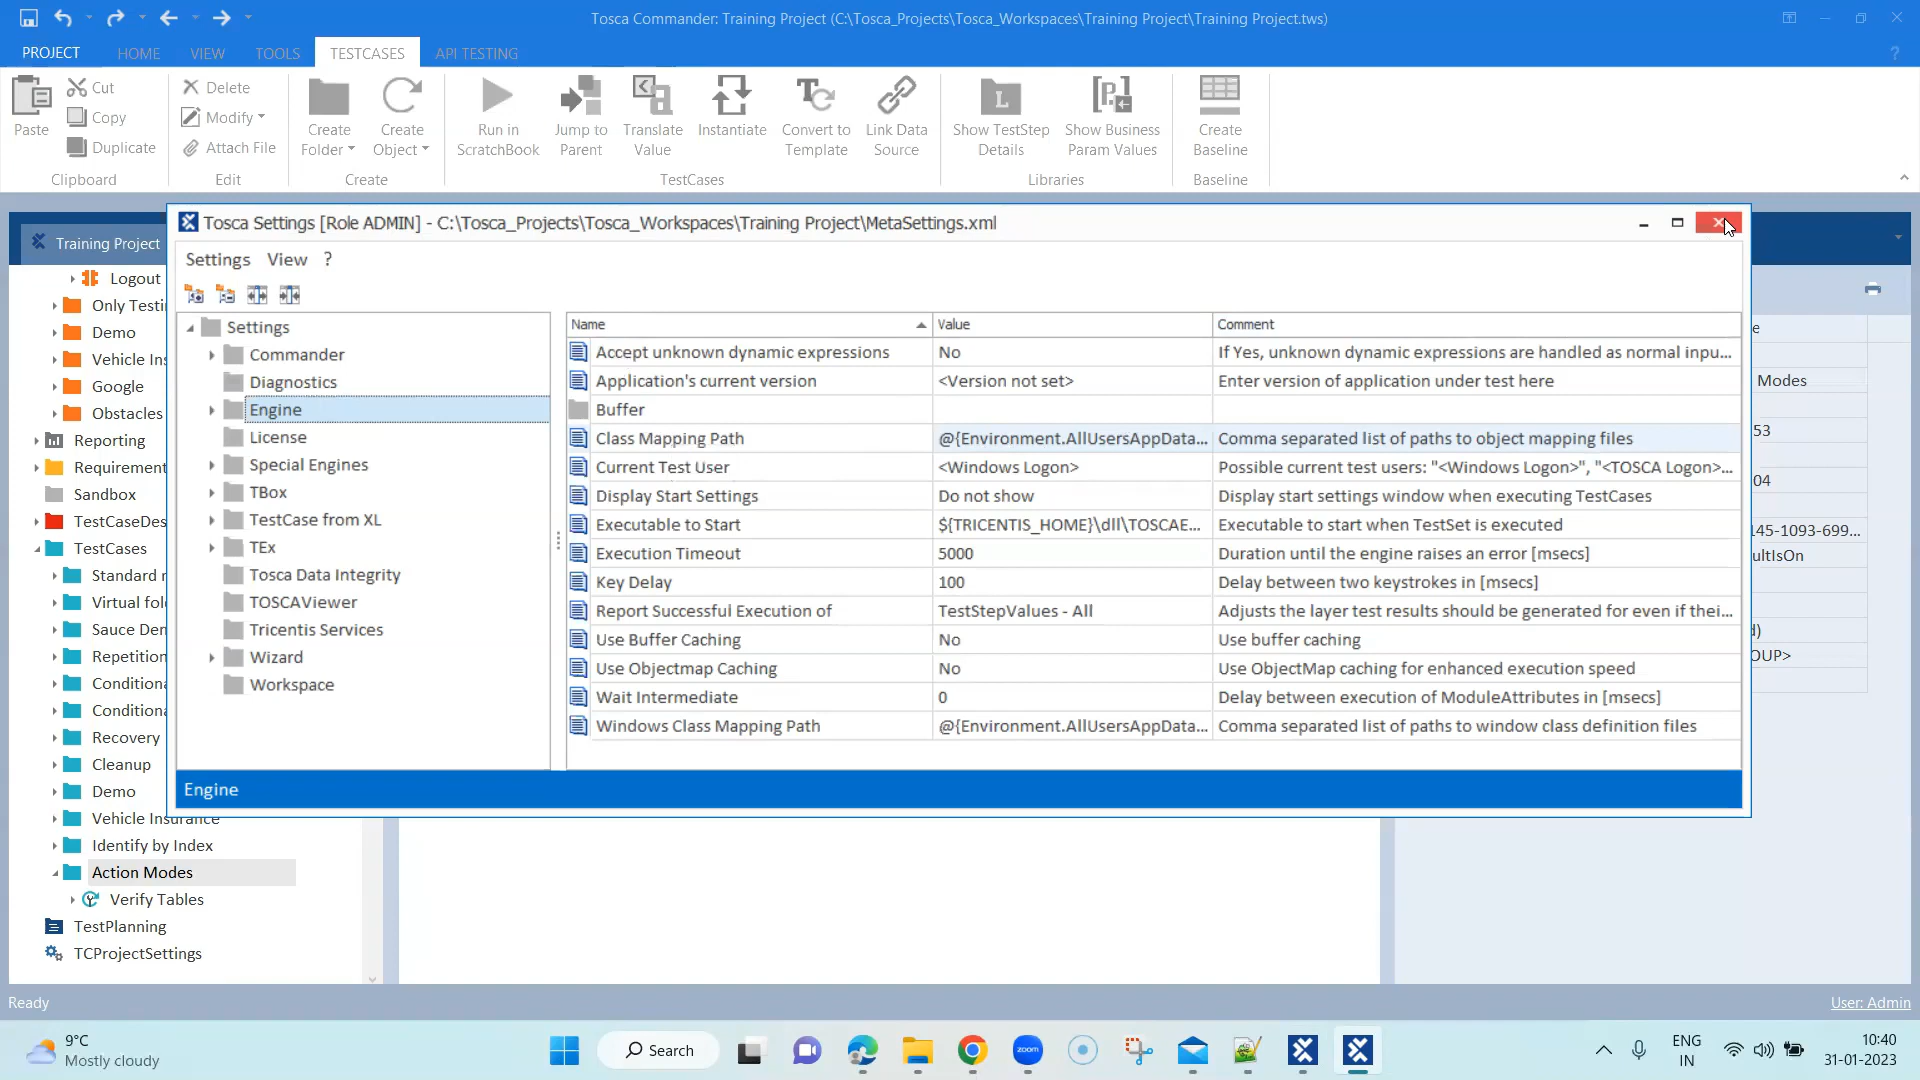 Tosca Commander: Training Project (C:\Tosca_Projects\Tosca_Workspaces\Training Project\Training Project.tws)
PROJECT HOME VIEW TOOLS TESTCASES API TESTING ?
Paste
Cut
Copy
Duplicate
Clipboard
Delete
Modify
Attach File
Edit
Create Folder
Create Object
Create
Run in ScratchBook
Jump to Parent
Translate Value
Instantiate
Convert to Template
Link Data Source
TestCases
Show TestStep Details
Show Business Param Values
Libraries
Create Baseline
Baseline
Training Project
Logout
Only Testi
Demo
Vehicle Ins
Google
Obstacles
Reporting
Requirement
Sandbox
TestCaseDes
TestCases
Standard r
Virtual fol
Sauce Den
Repetition
Conditiona
Conditiona
Recovery
Cleanup
Demo
Vehicle Insurance
Identify by Index
Action Modes
Verify Tables
TestPlanning
TCProjectSettings
Tosca Settings [Role ADMIN] - C:\Tosca_Projects\Tosca_Workspaces\Training Project\MetaSettings.xml
Settings View ?
Settings
Commander
Diagnostics
Engine
License
Special Engines
TBox
TestCase from XL
TEx
Tosca Data Integrity
TOSCAViewer
Tricentis Services
Wizard
Workspace
Name Value Comment
Accept unknown dynamic expressions No If Yes, unknown dynamic expressions are handled as normal inpu...
Application's current version <Version not set> Enter version of application under test here
Buffer
Class Mapping Path @{Environment.AllUsersAppData... Comma separated list of paths to object mapping files
Current Test User <Windows Logon> Possible current test users: "<Windows Logon>", "<TOSCA Logon>...
Display Start Settings Do not show Display start settings window when executing TestCases
Executable to Start ${TRICENTIS_HOME}\dll\TOSCAE... Executable to start when TestSet is executed
Execution Timeout 5000 Duration until the engine raises an error [msecs]
Key Delay 100 Delay between two keystrokes in [msecs]
Report Successful Execution of TestStepValues - All Adjusts the layer test results should be generated for even if thei...
Use Buffer Caching No Use buffer caching
Use Objectmap Caching No Use ObjectMap caching for enhanced execution speed
Wait Intermediate 0 Delay between execution of ModuleAttributes in [msecs]
Windows Class Mapping Path @{Environment.AllUsersAppData... Comma separated list of paths to window class definition files
Engine
e
Modes
53
04
145-1093-699...
ultIsOn
d)
OUP>
Ready
User: Admin
9°C
Mostly cloudy
Search
zoom
ENG
IN
10:40
31-01-2023